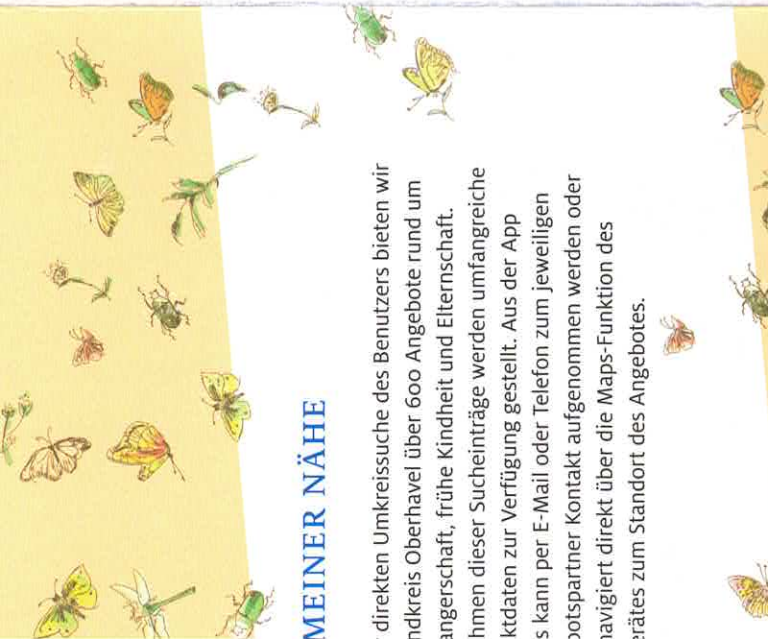 MEINER NÄHE
direkten Umkreissuche des Benutzers bieten wir
ndkreis Oberhavel über 600 Angebote rund um
angerschaft, frühe Kindheit und Elternschaft.
hmen dieser Sucheinträge werden umfangreiche
ktdaten zur Verfügung gestellt. Aus der App
s kann per E-Mail oder Telefon zum jeweiligen
otspartner Kontakt aufgenommen werden oder
navigiert direkt über die Maps-Funktion des
erätes zum Standort des Angebotes.